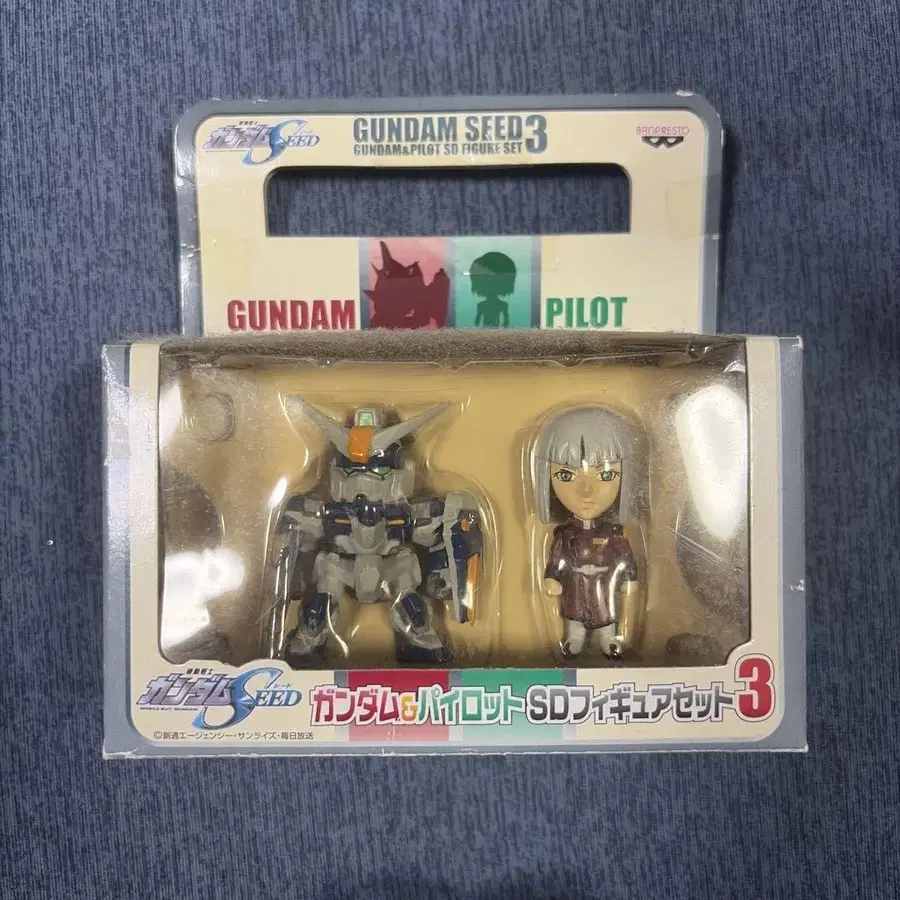 機動戦士
ガンダムSEED
GUNDAM SEED 3
GUNDAM&PILOT SD FIGURE SET
BANPRESTO
GUNDAM
PILOT
機動戦士
ガンダムSEED
MOBILE SUIT GUNDAM
ガンダム&パイロット SDフィギュアセット3
©創通エージェンシー・サンライズ・毎日放送